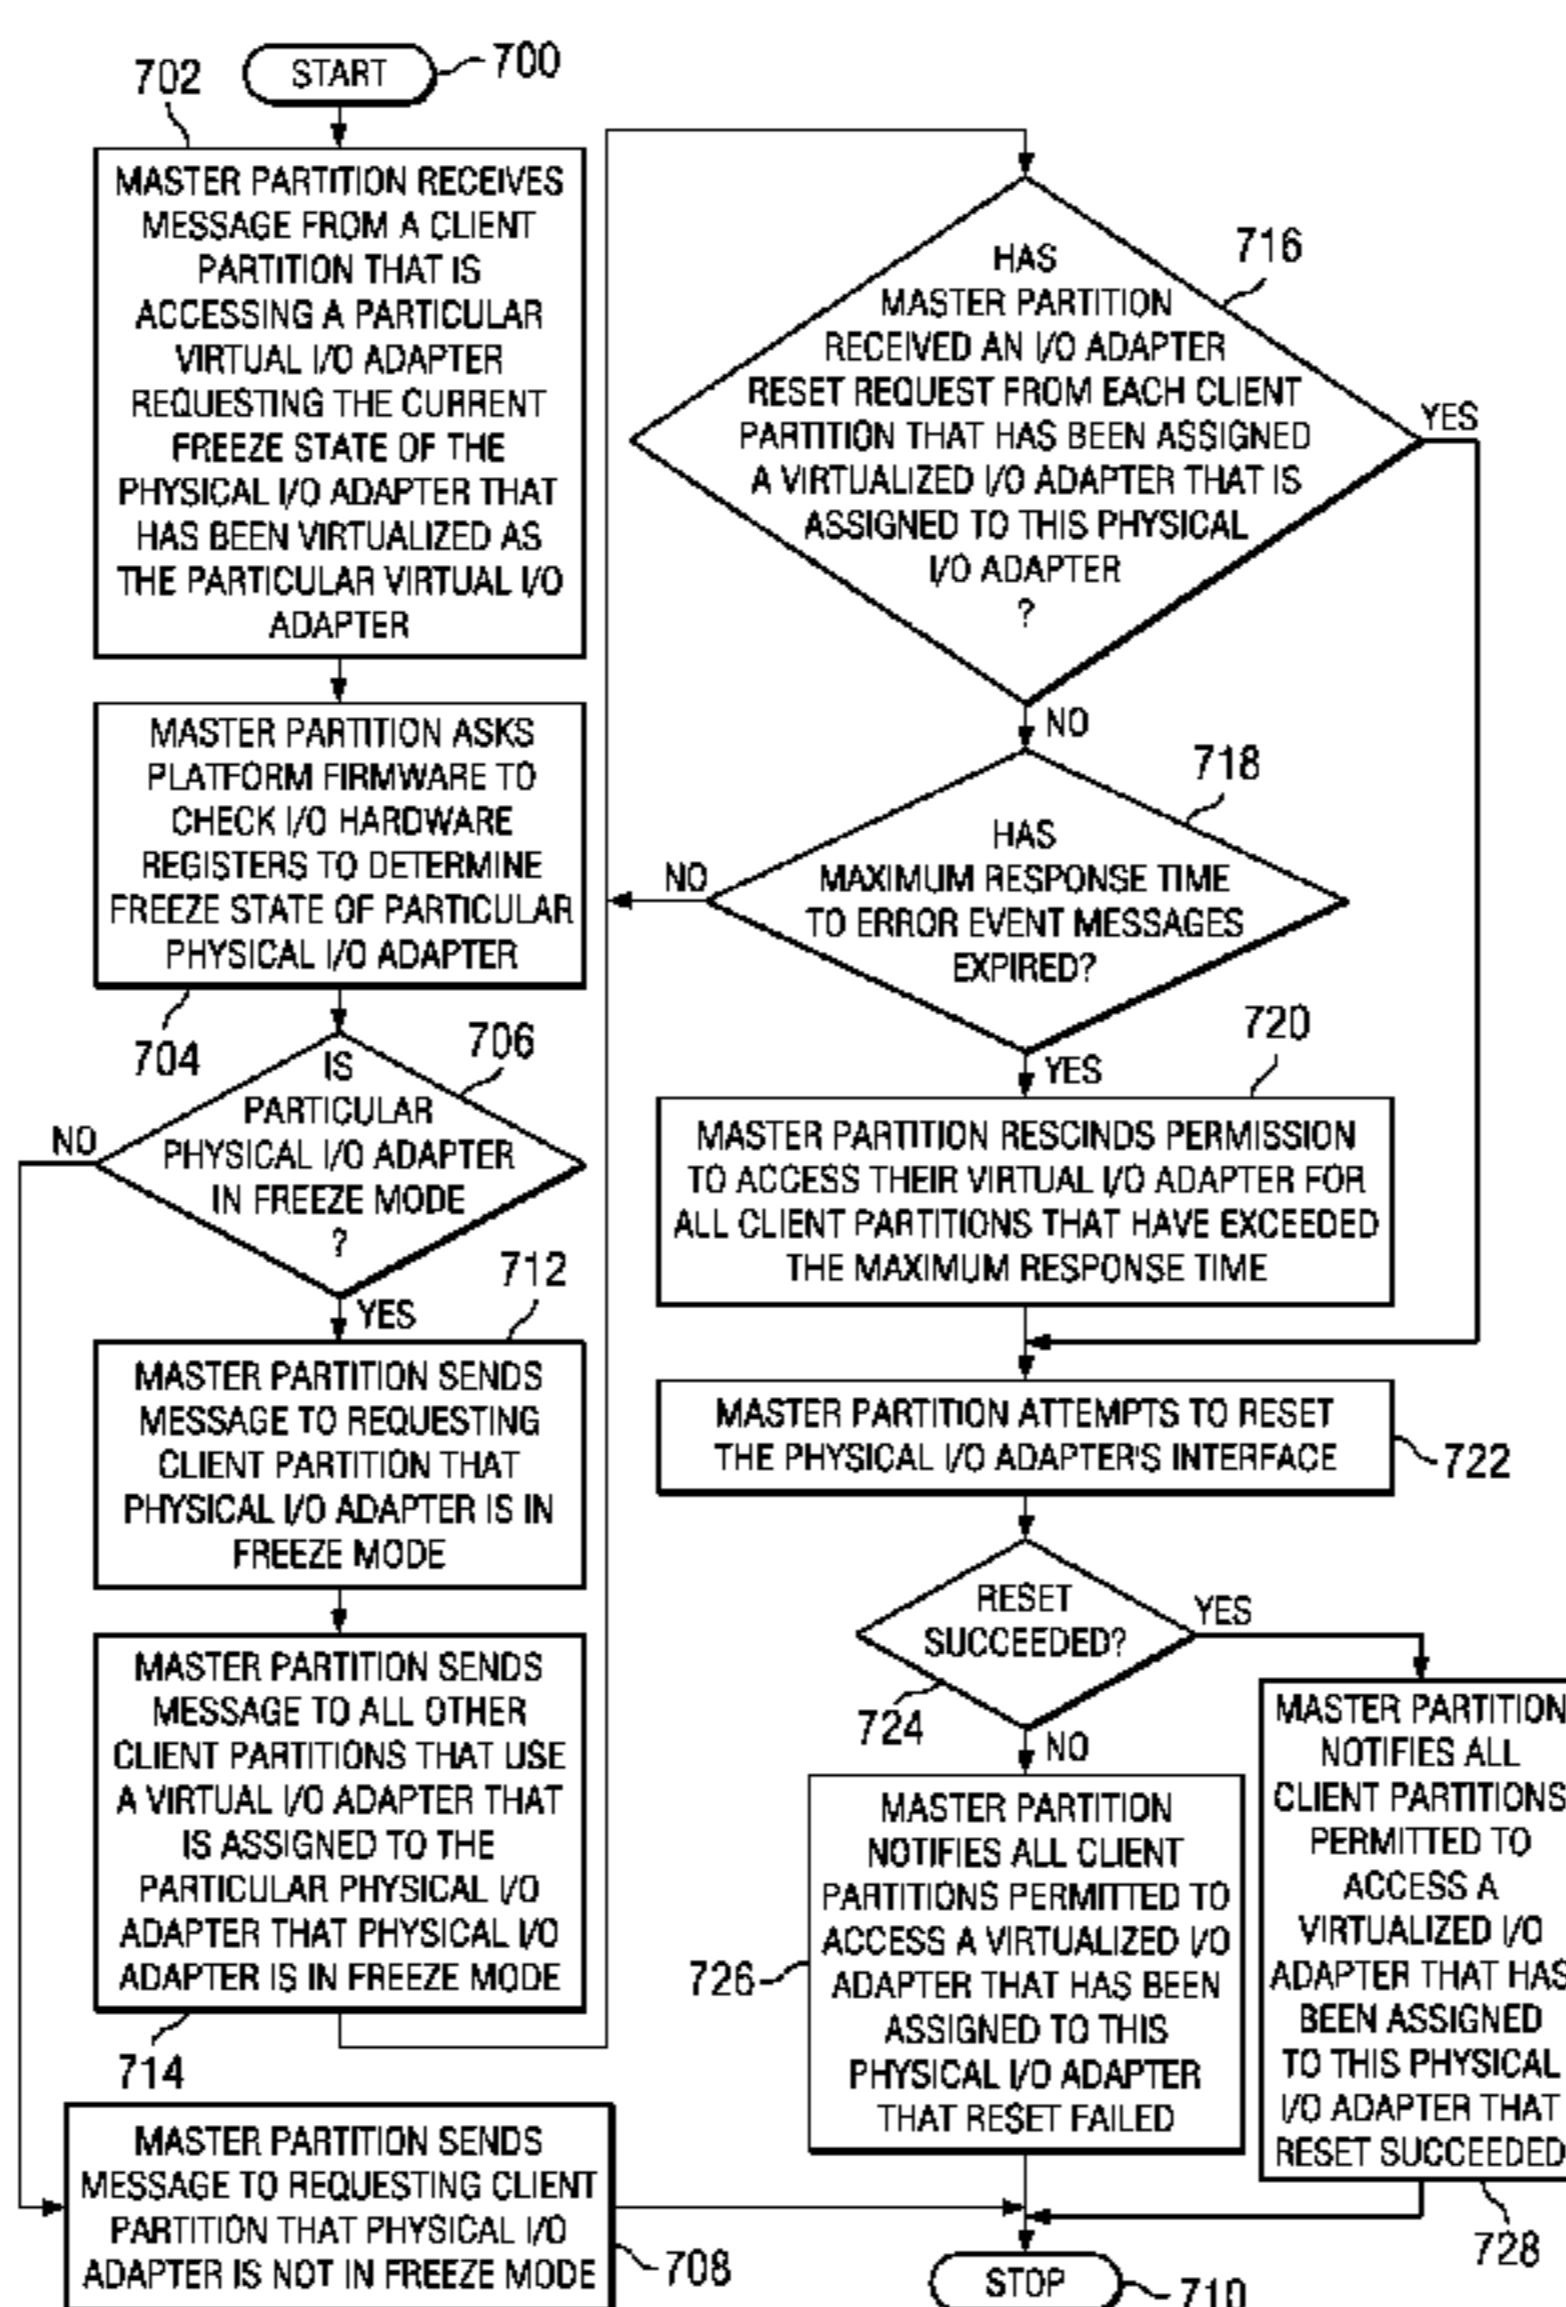 START
700
702
MASTER PARTITION RECEIVES
MESSAGE FROM A CLIENT
PARTITION THAT IS
ACCESSING A PARTICULAR
VIRTUAL I/O ADAPTER
REQUESTING THE CURRENT
FREEZE STATE OF THE
PHYSICAL I/O ADAPTER THAT
HAS BEEN VIRTUALIZED AS
THE PARTICULAR VIRTUAL I/O
ADAPTER
MASTER PARTITION ASKS
PLATFORM FIRMWARE TO
CHECK I/O HARDWARE
REGISTERS TO DETERMINE
FREEZE STATE OF PARTICULAR
PHYSICAL I/O ADAPTER
704
706
IS
PARTICULAR
PHYSICAL I/O ADAPTER
IN FREEZE MODE
?
NO
YES
712
MASTER PARTITION SENDS
MESSAGE TO REQUESTING
CLIENT PARTITION THAT
PHYSICAL I/O ADAPTER IS IN
FREEZE MODE
MASTER PARTITION SENDS
MESSAGE TO ALL OTHER
CLIENT PARTITIONS THAT USE
A VIRTUAL I/O ADAPTER THAT
IS ASSIGNED TO THE
PARTICULAR PHYSICAL I/O
ADAPTER THAT PHYSICAL I/O
ADAPTER IS IN FREEZE MODE
714
MASTER PARTITION SENDS
MESSAGE TO REQUESTING CLIENT
PARTITION THAT PHYSICAL I/O
ADAPTER IS NOT IN FREEZE MODE
708
HAS
MASTER PARTITION
RECEIVED AN I/O ADAPTER
RESET REQUEST FROM EACH CLIENT
PARTITION THAT HAS BEEN ASSIGNED
A VIRTUALIZED I/O ADAPTER THAT IS
ASSIGNED TO THIS PHYSICAL
I/O ADAPTER
?
716
YES
NO
718
HAS
MAXIMUM RESPONSE TIME
TO ERROR EVENT MESSAGES
EXPIRED?
NO
YES
720
MASTER PARTITION RESCINDS PERMISSION
TO ACCESS THEIR VIRTUAL I/O ADAPTER FOR
ALL CLIENT PARTITIONS THAT HAVE EXCEEDED
THE MAXIMUM RESPONSE TIME
MASTER PARTITION ATTEMPTS TO RESET
THE PHYSICAL I/O ADAPTER'S INTERFACE
722
RESET
SUCCEEDED?
724
YES
NO
MASTER PARTITION
NOTIFIES ALL CLIENT
PARTITIONS PERMITTED TO
ACCESS A VIRTUALIZED I/O
ADAPTER THAT HAS BEEN
ASSIGNED TO THIS
PHYSICAL I/O ADAPTER
THAT RESET FAILED
726
MASTER PARTITION
NOTIFIES ALL
CLIENT PARTITIONS
PERMITTED TO
ACCESS A
VIRTUALIZED I/O
ADAPTER THAT HAS
BEEN ASSIGNED
TO THIS PHYSICAL
I/O ADAPTER THAT
RESET SUCCEEDED
728
STOP
710